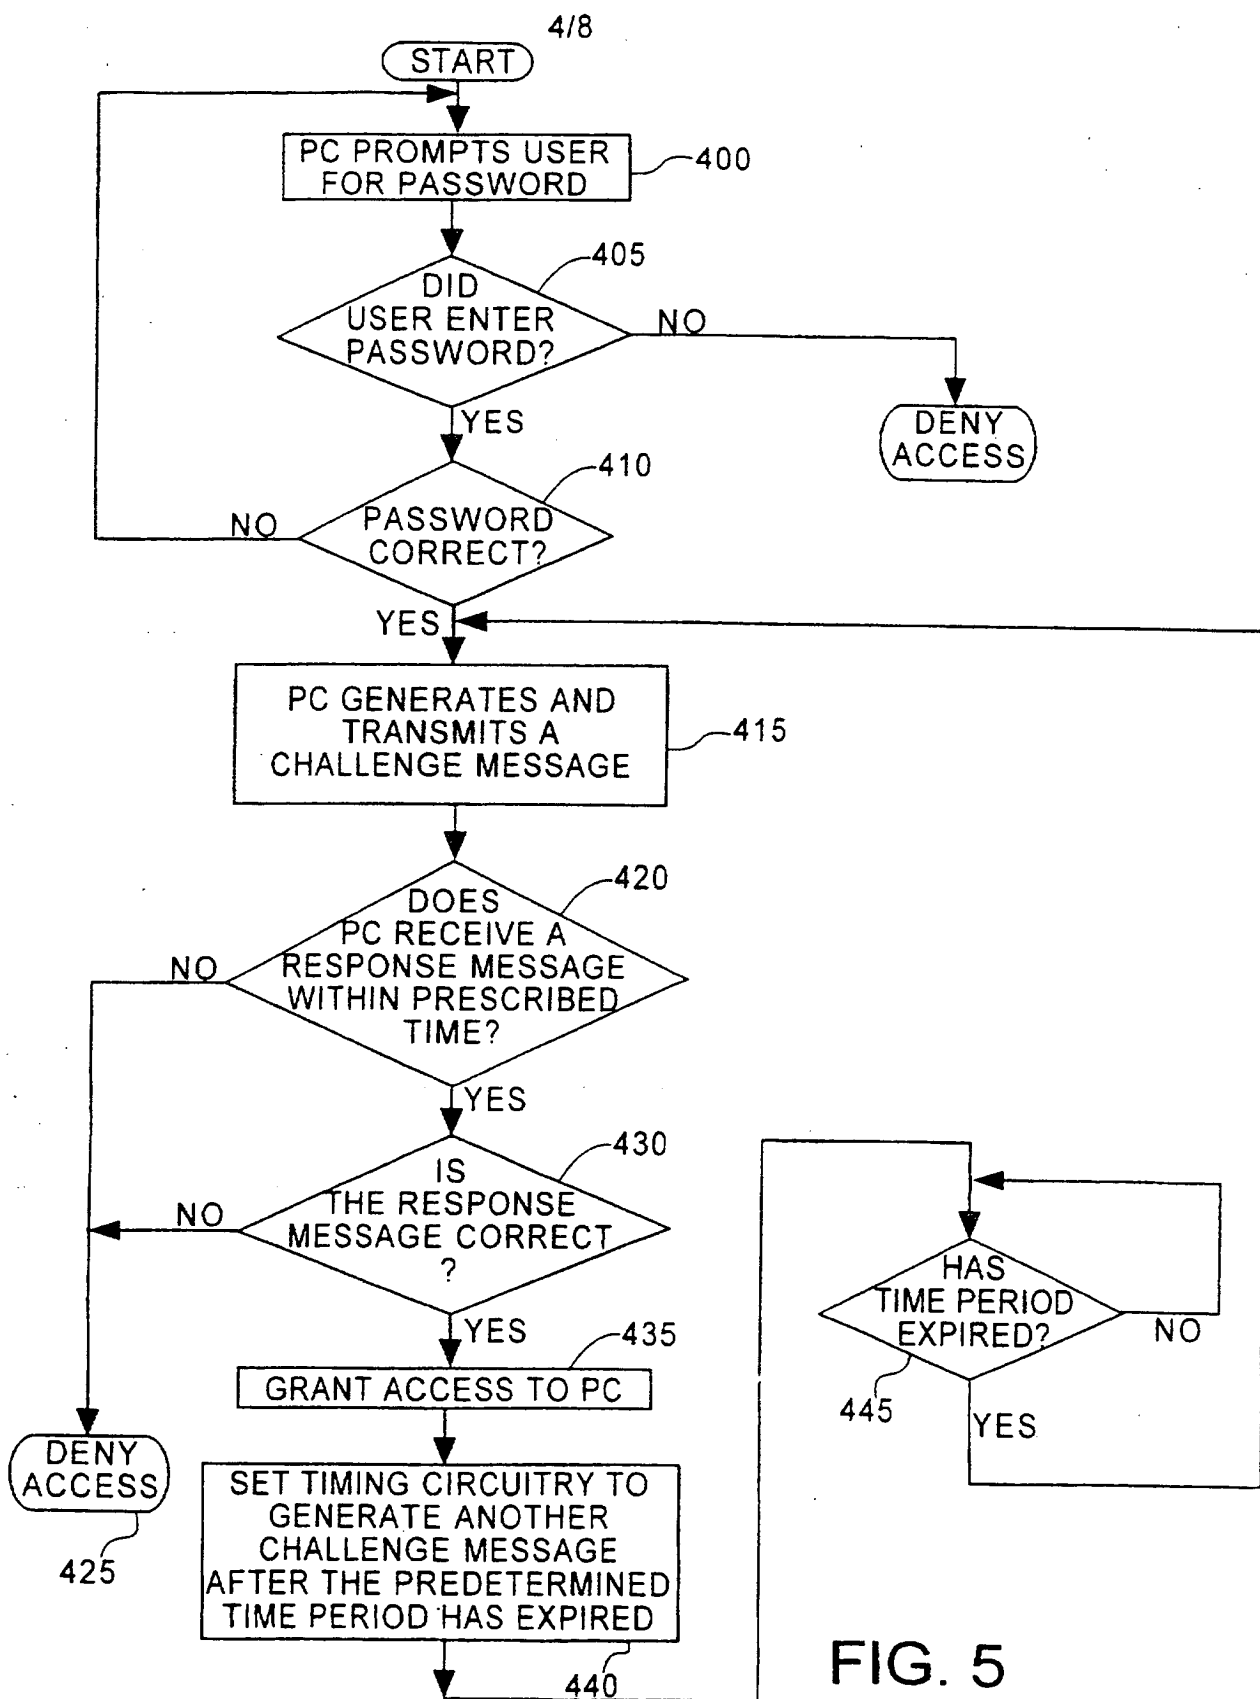 4/8
START
PC PROMPTS USER
FOR PASSWORD
400
405
DID
USER ENTER
PASSWORD?
NO
YES
DENY
ACCESS
410
PASSWORD
CORRECT?
NO
YES
PC GENERATES AND
TRANSMITS A
CHALLENGE MESSAGE
415
420
DOES
PC RECEIVE A
RESPONSE MESSAGE
WITHIN PRESCRIBED
TIME?
NO
YES
430
IS
THE RESPONSE
MESSAGE CORRECT
?
NO
YES
435
GRANT ACCESS TO PC
DENY
ACCESS
425
SET TIMING CIRCUITRY TO
GENERATE ANOTHER
CHALLENGE MESSAGE
AFTER THE PREDETERMINED
TIME PERIOD HAS EXPIRED
440
HAS
TIME PERIOD
EXPIRED?
NO
445
YES
FIG. 5